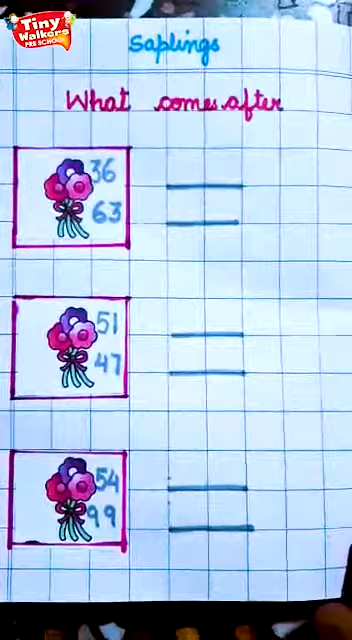 Tiny
Walkers
PRE SCHOOL
Saplings
What comes after
36
63
51
47
54
99